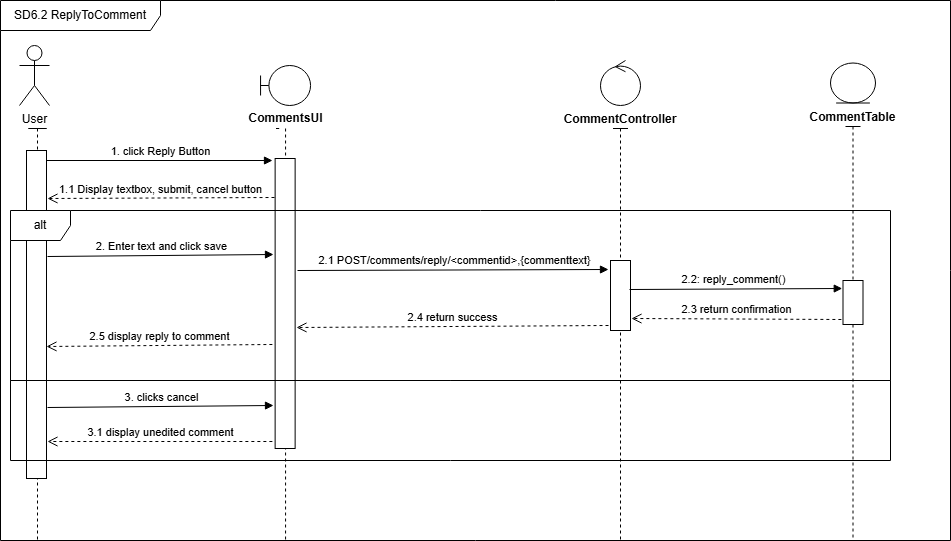 SD6.2 ReplyToComment
User
CommentsUI
CommentController
CommentTable
1. click Reply Button
1.1 Display textbox, submit, cancel button
alt
2. Enter text and click save
2.1 POST/comments/reply/<commentid>,{commenttext}
2.2: reply_comment()
2.3 return confirmation
2.4 return success
2.5 display reply to comment
3. clicks cancel
3.1 display unedited comment